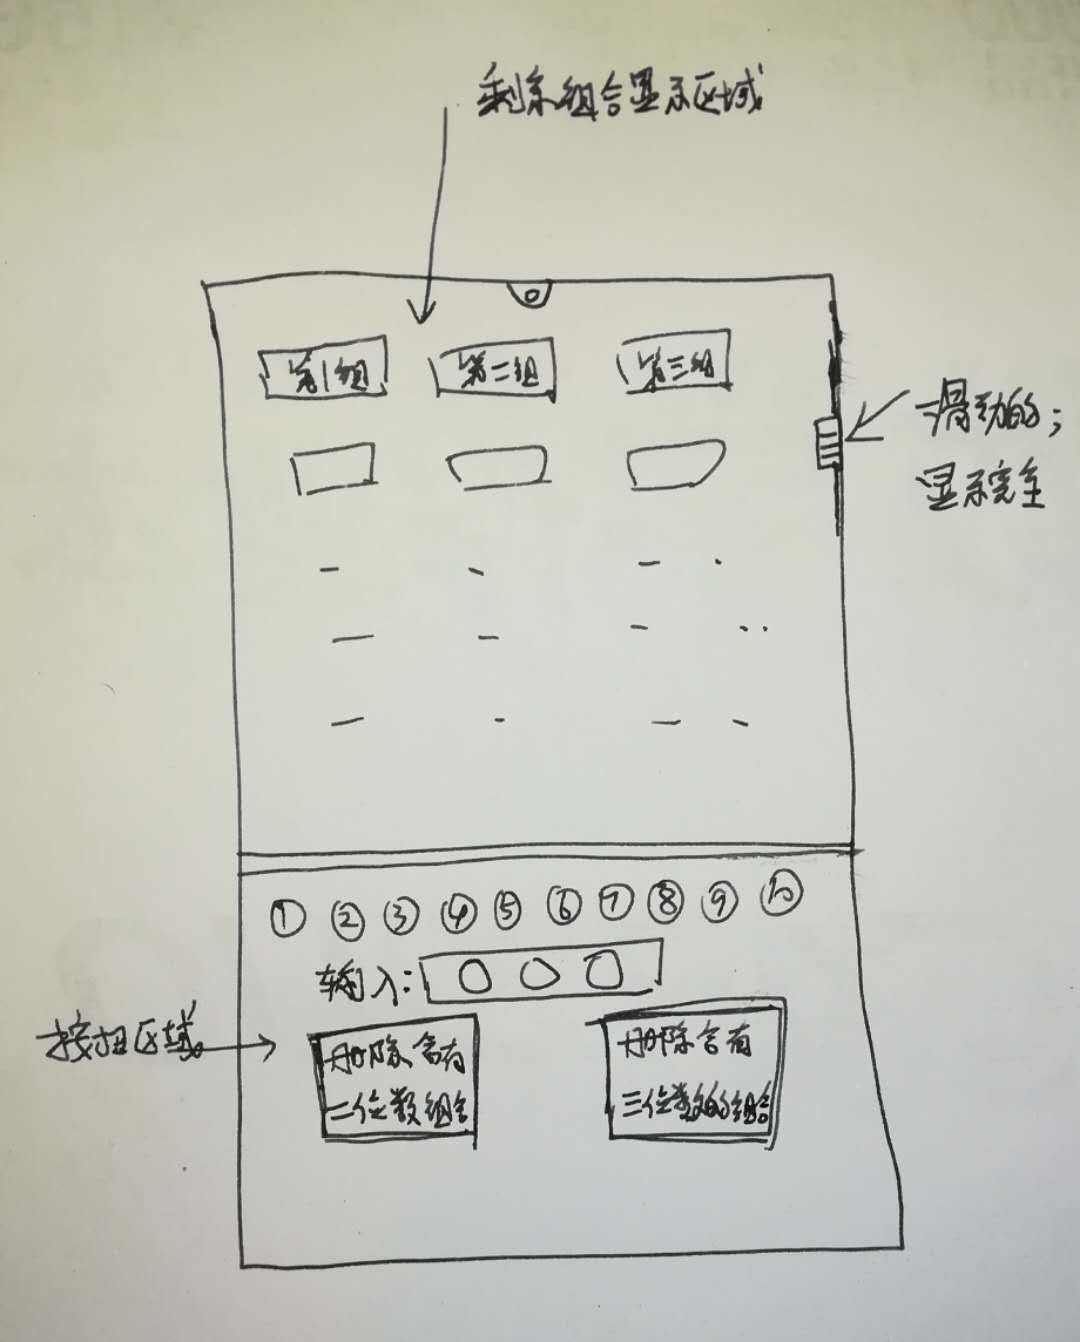 剩余组合显示区域
第1组 第二组 第三组
滑动的;
显示完全
① ② ③ ④ ⑤ ⑥ ⑦ ⑧ ⑨ ⑩
输入:
按扭区域
删除含有
二位数组合
删除含有
三位数的组合